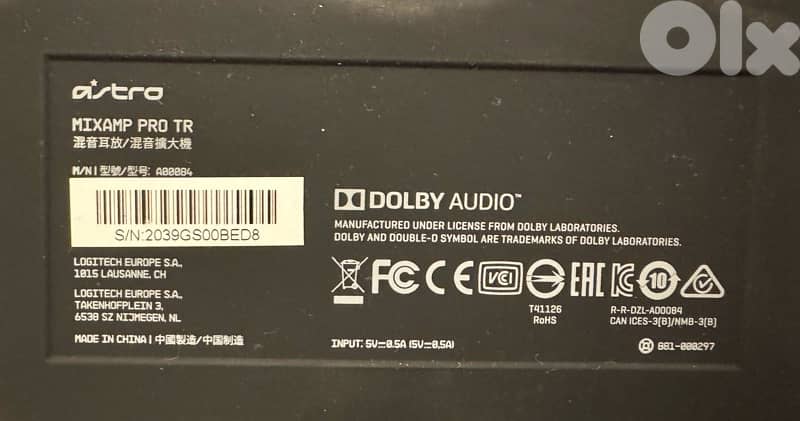 olx
astro
MIXAMP PRO TR
混音耳放/混音擴大機
M/N | 型號/型号: A00084
S/N:2039GS00BED8
LOGITECH EUROPE S.A.,
1015 LAUSANNE, CH
LOGITECH EUROPE S.A.,
TAKENHOFPLEIN 3,
6538 SZ NIJMEGEN, NL
MADE IN CHINA | 中國製造/中国制造
DOLBY AUDIO™
MANUFACTURED UNDER LICENSE FROM DOLBY LABORATORIES.
DOLBY AND DOUBLE-D SYMBOL ARE TRADEMARKS OF DOLBY LABORATORIES.
FC CE VCI EAC 10
T41126
RoHS
R-R-DZL-A00084
CAN ICES-3(B)/NMB-3(B)
INPUT: 5V⎓0.5A (5V⎓0,5A)
881-000297